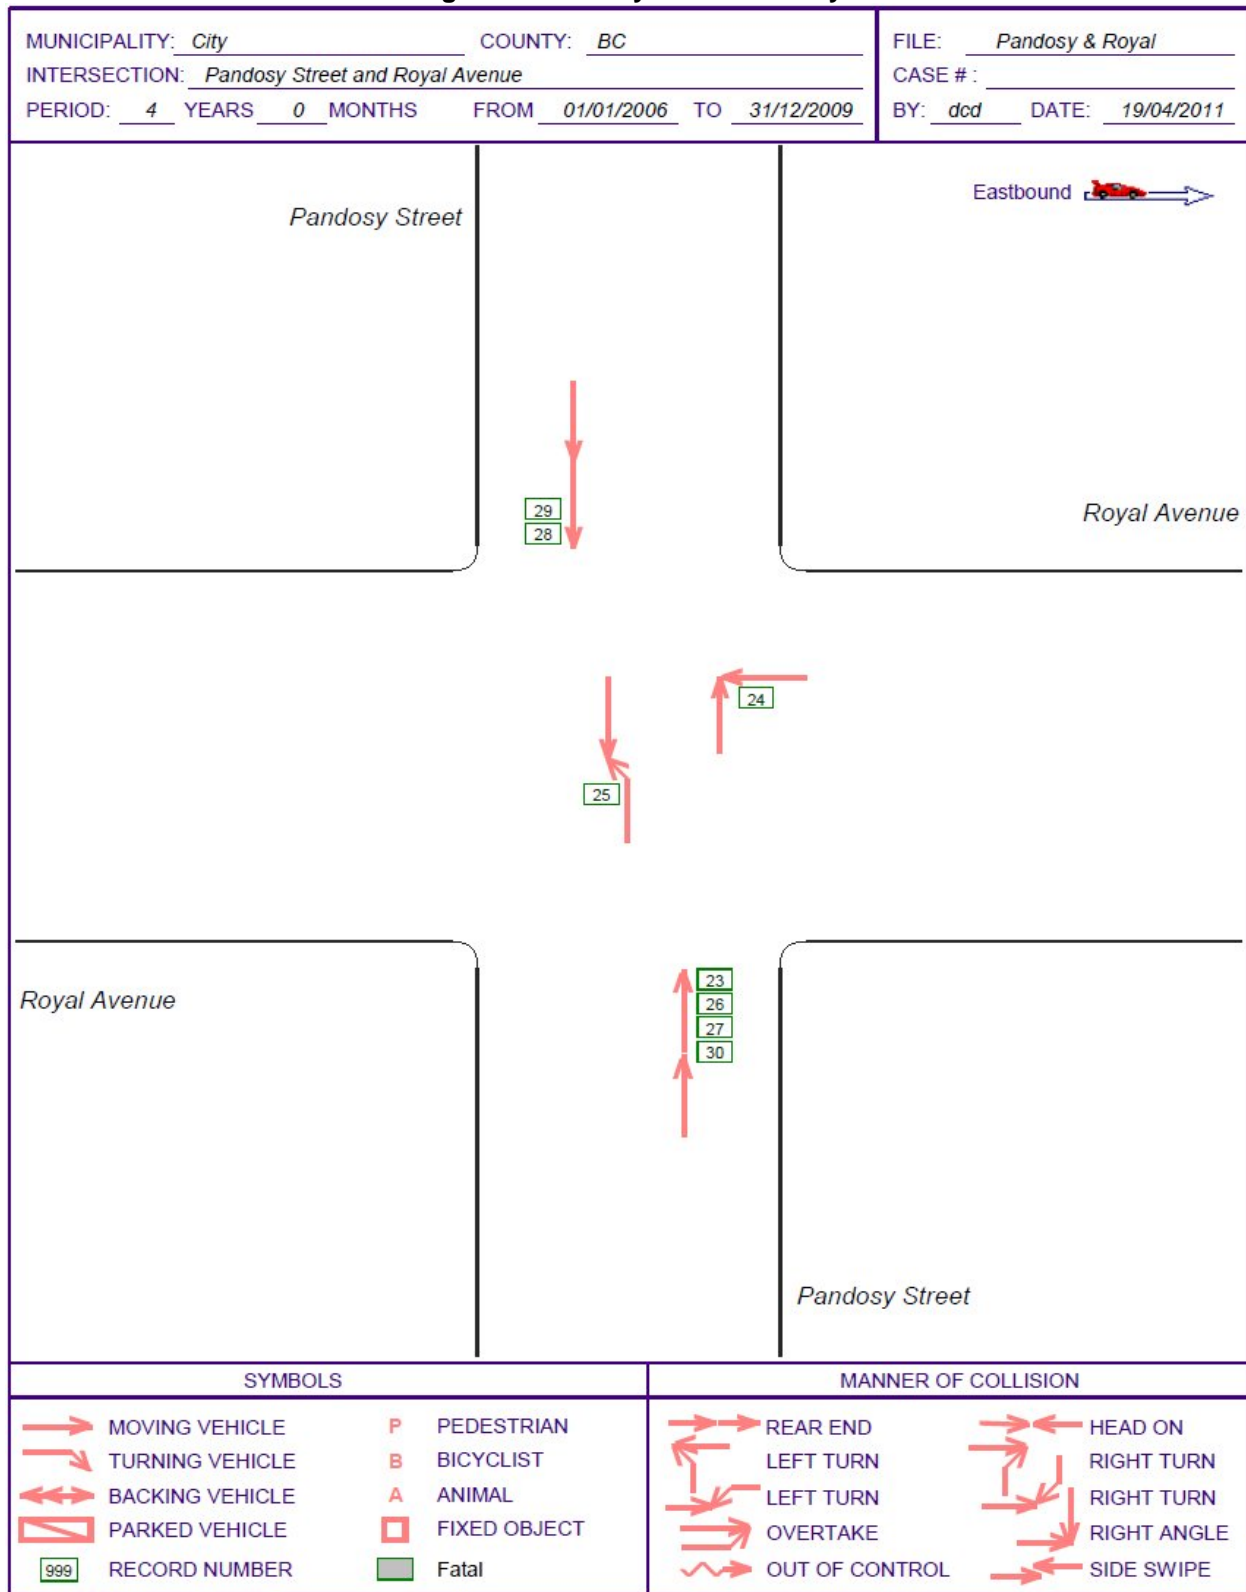 MUNICIPALITY: City COUNTY: BC
INTERSECTION: Pandosy Street and Royal Avenue
PERIOD: 4 YEARS 0 MONTHS FROM 01/01/2006 TO 31/12/2009
FILE: Pandosy & Royal
CASE # :
BY: dcd DATE: 19/04/2011
Eastbound
Pandosy Street
Royal Avenue
29
28
24
25
Royal Avenue
23
26
27
30
Pandosy Street
SYMBOLS
MOVING VEHICLE
TURNING VEHICLE
BACKING VEHICLE
PARKED VEHICLE
999 RECORD NUMBER
P PEDESTRIAN
B BICYCLIST
A ANIMAL
FIXED OBJECT
Fatal
MANNER OF COLLISION
REAR END
LEFT TURN
LEFT TURN
OVERTAKE
OUT OF CONTROL
HEAD ON
RIGHT TURN
RIGHT TURN
RIGHT ANGLE
SIDE SWIPE